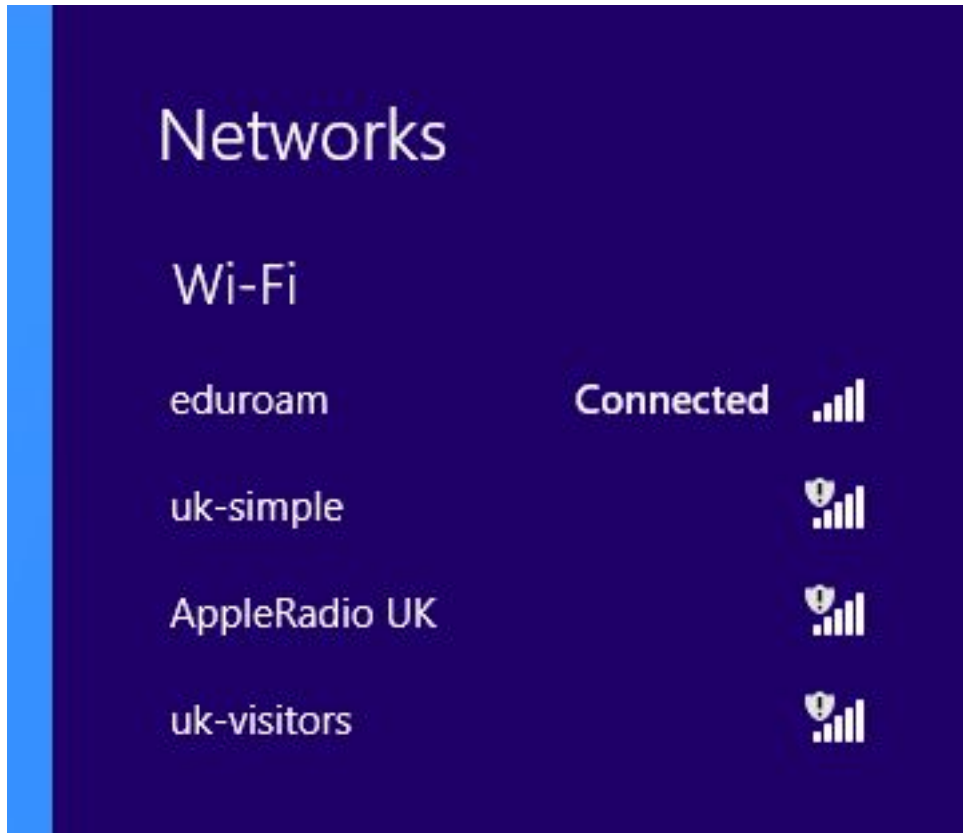 Networks
Wi-Fi
eduroam Connected
uk-simple
AppleRadio UK
uk-visitors